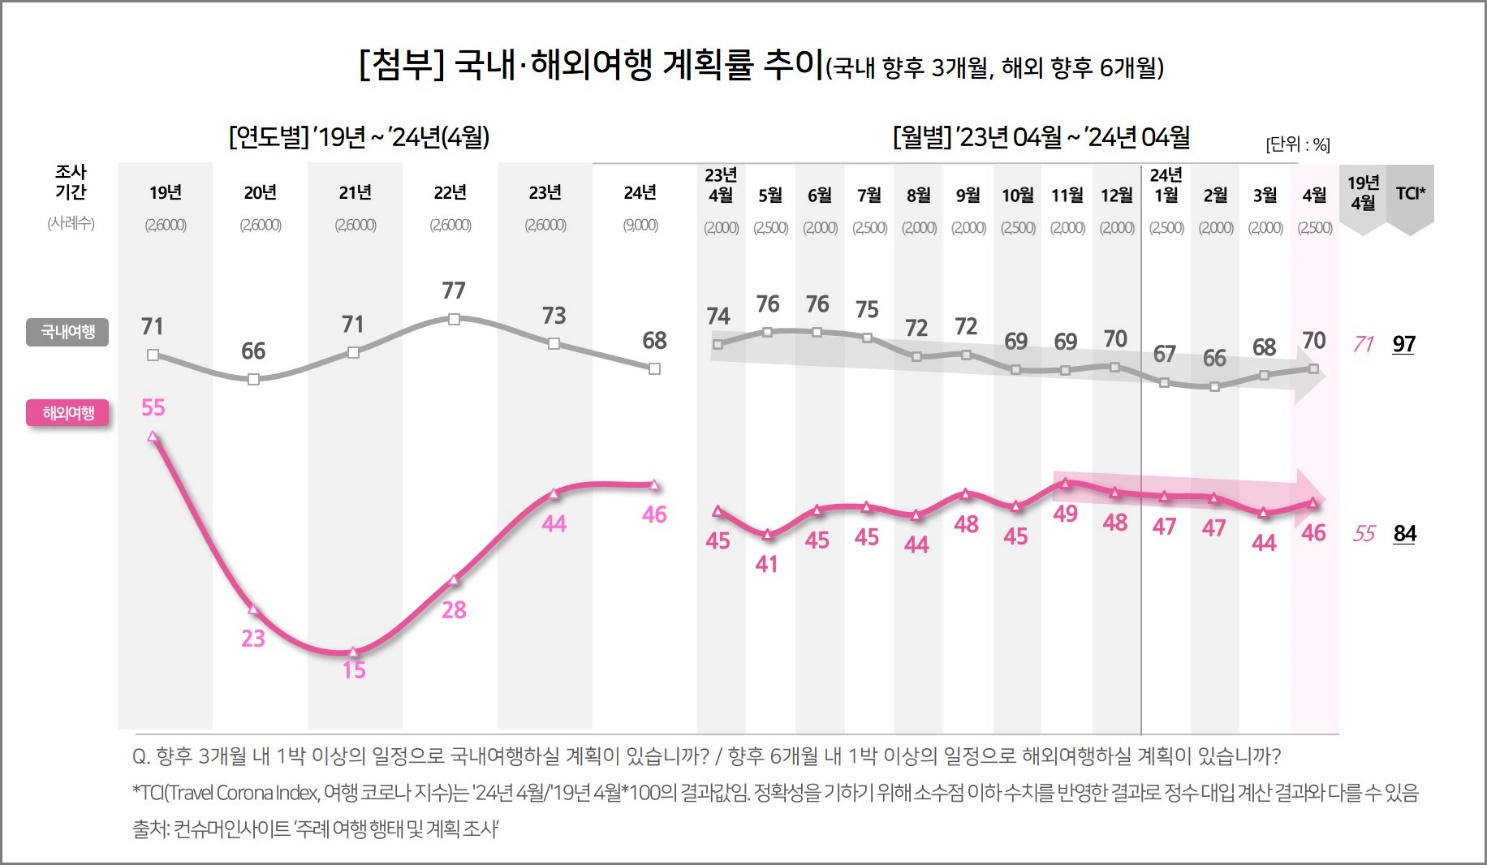 [첨부] 국내·해외여행 계획률 추이(국내 향후 3개월, 해외 향후 6개월)
[연도별] ’19년 ~ ’24년(4월)
[월별] ’23년 04월 ~ ’24년 04월
[단위 : %]
조사
기간
(사례수)
19년 20년 21년 22년 23년 24년
(2,6000) (2,6000) (2,6000) (2,6000) (2,6000) (9,000)
23년
4월 5월 6월 7월 8월 9월 10월 11월 12월
24년
1월 2월 3월 4월
(2,000) (2,500) (2,000) (2,500) (2,000) (2,000) (2,500) (2,000) (2,000) (2,500) (2,000) (2,000) (2,500)
19년
4월
TCI*
국내여행
71 66 71 77 73 68
74 76 76 75 72 72 69 69 70 67 66 68 70
71 97
해외여행
55 23 15 28 44 46
45 41 45 45 44 48 45 49 48 47 47 44 46
55 84
Q. 향후 3개월 내 1박 이상의 일정으로 국내여행하실 계획이 있습니까? / 향후 6개월 내 1박 이상의 일정으로 해외여행하실 계획이 있습니까?
*TCI(Travel Corona Index, 여행 코로나 지수)는 '24년 4월/'19년 4월*100의 결과값임. 정확성을 기하기 위해 소수점 이하 수치를 반영한 결과로 정수 대입 계산 결과와 다를 수 있음
출처: 컨슈머인사이트 ‘주례 여행 행태 및 계획 조사’